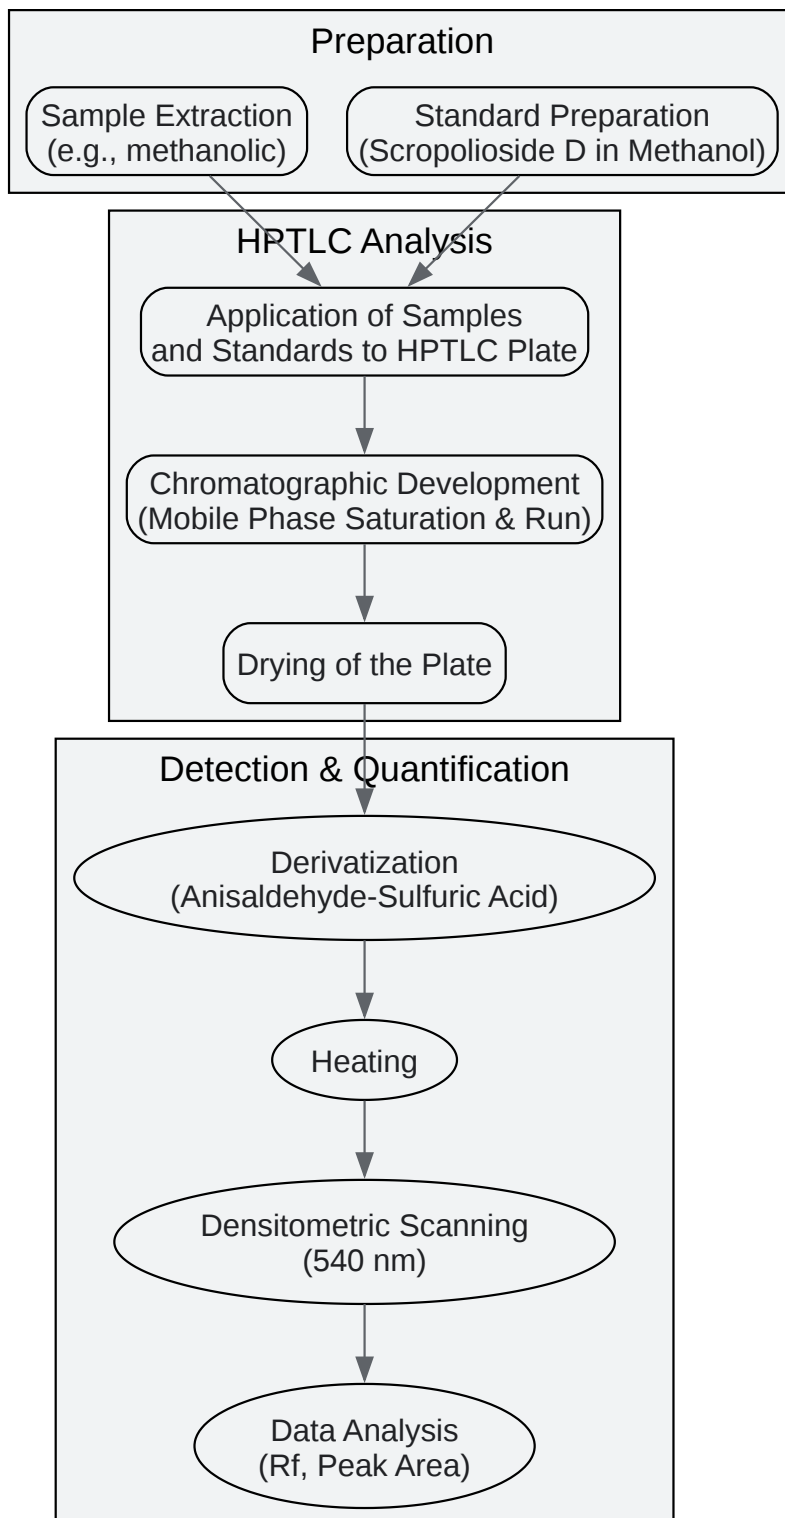 Preparation
Sample Extraction
(e.g., methanolic)
Standard Preparation
(Scropolioside D in Methanol)
HPTLC Analysis
Application of Samples
and Standards to HPTLC Plate
Chromatographic Development
(Mobile Phase Saturation & Run)
Drying of the Plate
Detection & Quantification
Derivatization
(Anisaldehyde-Sulfuric Acid)
Heating
Densitometric Scanning
(540 nm)
Data Analysis
(Rf, Peak Area)